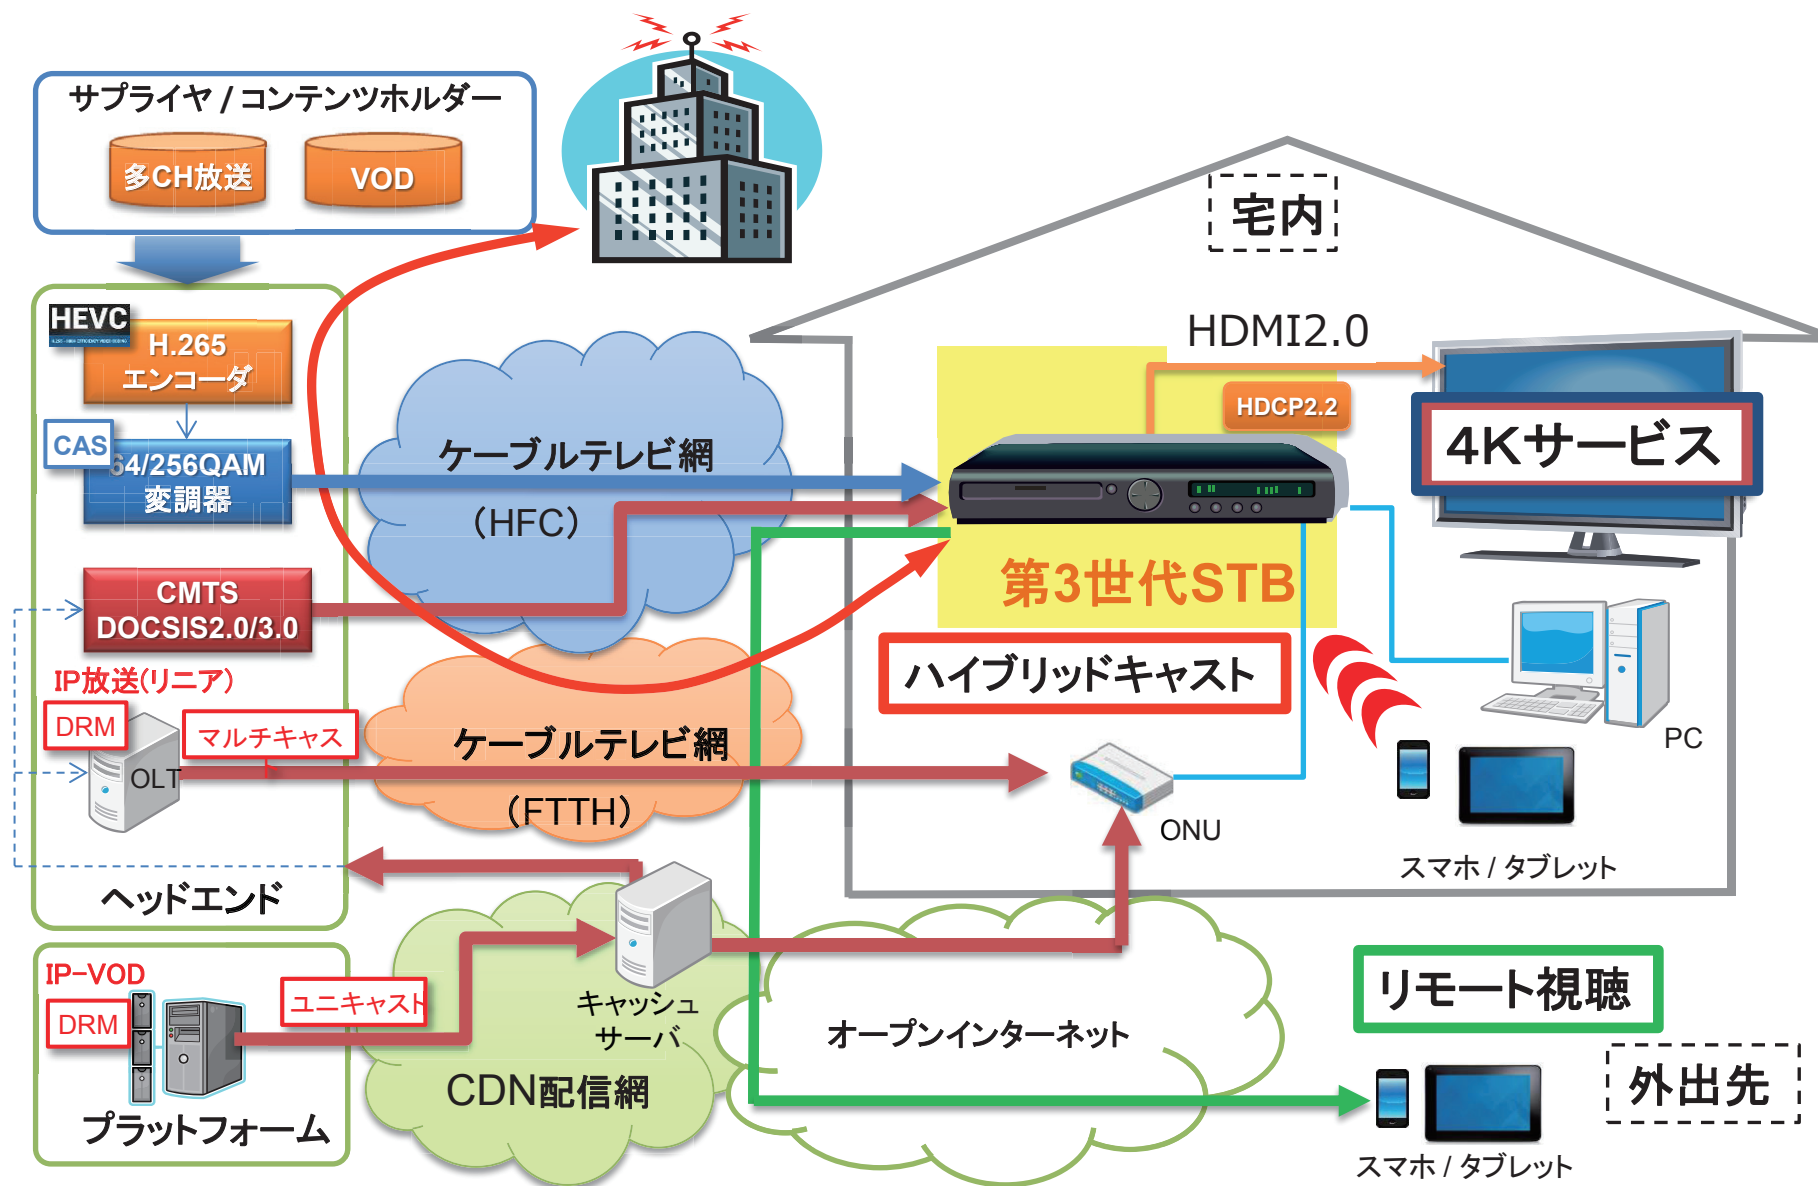 サプライヤ / コンテンツホルダー
多CH放送
VOD
HEVC
H.265
エンコーダ
CAS
64/256QAM
変調器
CMTS
DOCSIS2.0/3.0
IP放送(リニア)
DRM
OLT
マルチキャス
ヘッドエンド
IP-VOD
DRM
ユニキャスト
プラットフォーム
ケーブルテレビ網
(HFC)
ケーブルテレビ網
(FTTH)
キャッシュ
サーバ
CDN配信網
オープンインターネット
宅内
HDMI2.0
HDCP2.2
4Kサービス
第3世代STB
ハイブリッドキャスト
PC
ONU
スマホ / タブレット
リモート視聴
外出先
スマホ / タブレット